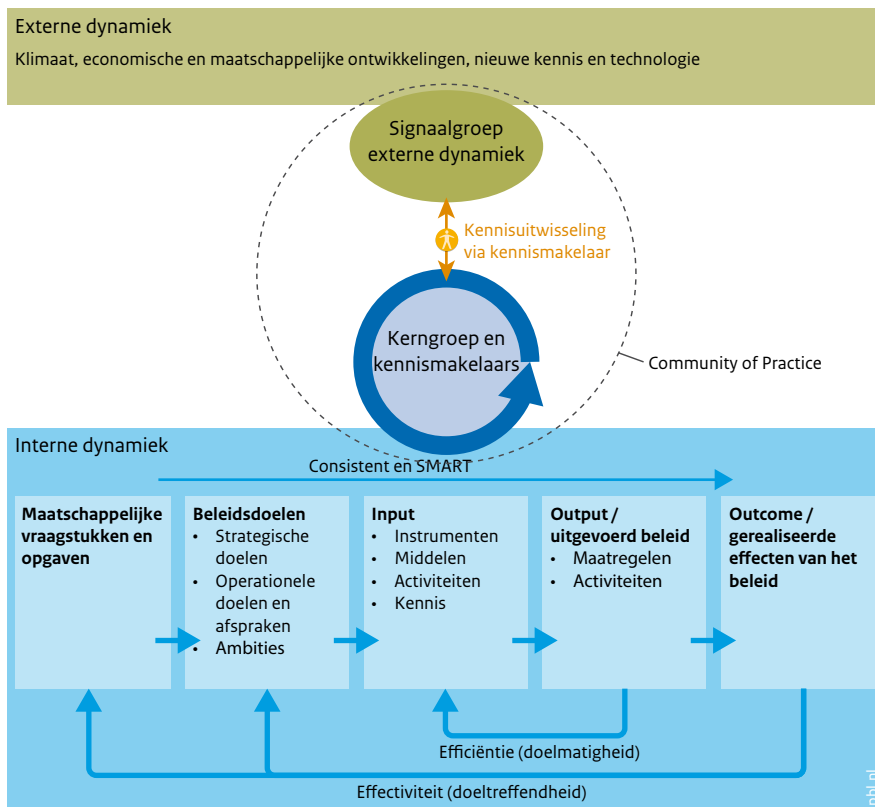 Externe dynamiek
Klimaat, economische en maatschappelijke ontwikkelingen, nieuwe kennis en technologie
Signaalgroep
externe dynamiek
Kennisuitwisseling
via kennismakelaar
Kerngroep en
kennismakelaars
Community of Practice
Interne dynamiek
Consistent en SMART
Maatschappelijke
vraagstukken en
opgaven
Beleidsdoelen
• Strategische
doelen
• Operationele
doelen en
afspraken
• Ambities
Input
• Instrumenten
• Middelen
• Activiteiten
• Kennis
Output /
uitgevoerd beleid
• Maatregelen
• Activiteiten
Outcome /
gerealiseerde
effecten van het
beleid
Efficiëntie (doelmatigheid)
Effectiviteit (doeltreffendheid)
pbl.nl